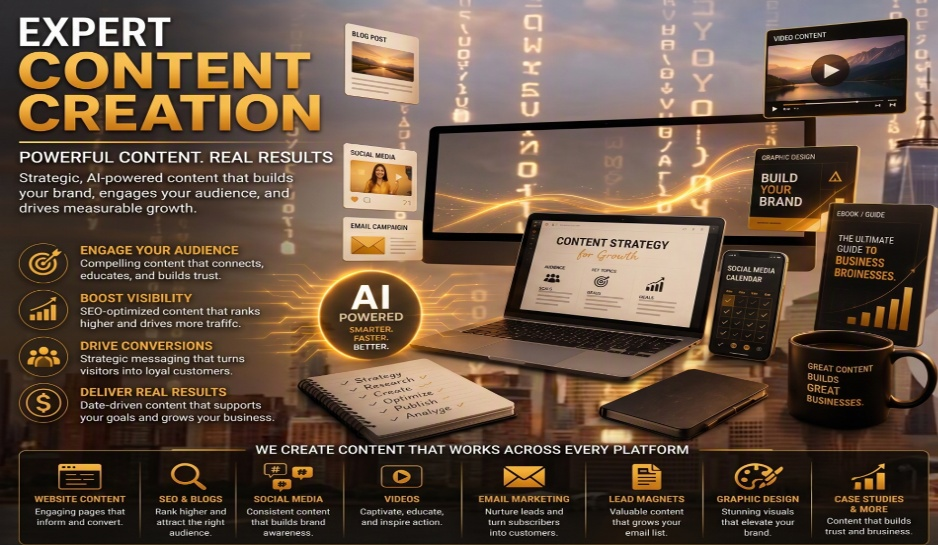 EXPERT
CONTENT
CREATION
POWERFUL CONTENT. REAL RESULTS
Strategic, AI-powered content that builds
your brand, engages your audience, and
drives measurable growth.
ENGAGE YOUR AUDIENCE
Compelling content that connects,
educates, and builds trust.
BOOST VISIBILITY
SEO-optimized content that ranks
higher and drives more trafifc.
DRIVE CONVERSIONS
Strategic messaging that turns
visitors into loyal customers.
DELIVER REAL RESULTS
Date-driven content that supports
your goals and grows your business.
BLOG POST
SOCIAL MEDIA
EMAIL CAMPAIGN
AI
POWERED
SMARTER.
FASTER.
BETTER.
Strategy
Research
Create
Optimize
Publish
Analyze
CONTENT STRATEGY
for Growth
AUDIENCE
KEY TOPICS
GOALS
VIDEO CONTENT
GRAPHIC DESIGN
BUILD
YOUR
BRAND
SOCIAL MEDIA
CALENDAR
EBOOK / GUIDE
THE ULTIMATE
GUIDE TO
BUSINESS
BROINESSES.
GREAT CONTENT
BUILDS
GREAT
BUSINESSES.
WE CREATE CONTENT THAT WORKS ACROSS EVERY PLATFORM
WEBSITE CONTENT
Engaging pages that
inform and convert.
SEO & BLOGS
Rank higher and
attract the right
audience.
SOCIAL MEDIA
Consistent content
that builds brand
awareness.
VIDEOS
Captivate, educate,
and inspire action.
EMAIL MARKETING
Nurture leads and
turn subscribers
into customers.
LEAD MAGNETS
Valuable content
that grows your
email list.
GRAPHIC DESIGN
Stunning visuals
that elevate your
brand.
CASE STUDIES
& MORE
Content that builds
trust and brusiness.